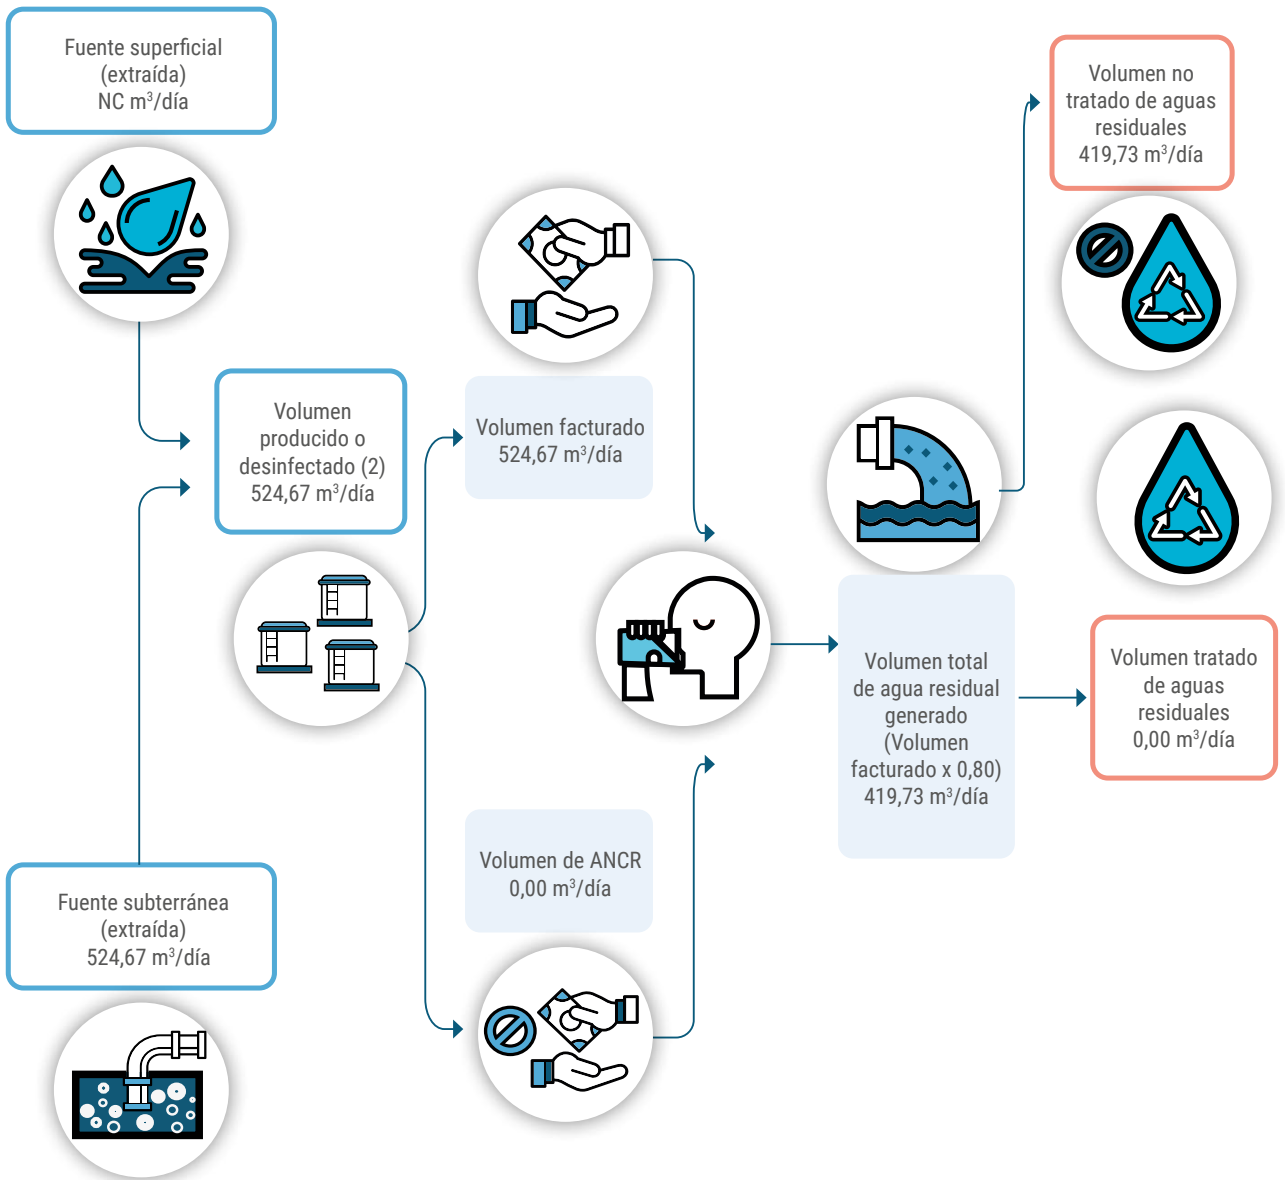 Fuente superficial
(extraída)
NC m³/día
Volumen no
tratado de aguas
residuales
419,73 m³/día
Volumen
producido o
desinfectado (2)
524,67 m³/día
Volumen facturado
524,67 m³/día
Volumen total
de agua residual
generado
(Volumen
facturado x 0,80)
419,73 m³/día
Volumen tratado
de aguas
residuales
0,00 m³/día
Volumen de ANCR
0,00 m³/día
Fuente subterránea
(extraída)
524,67 m³/día